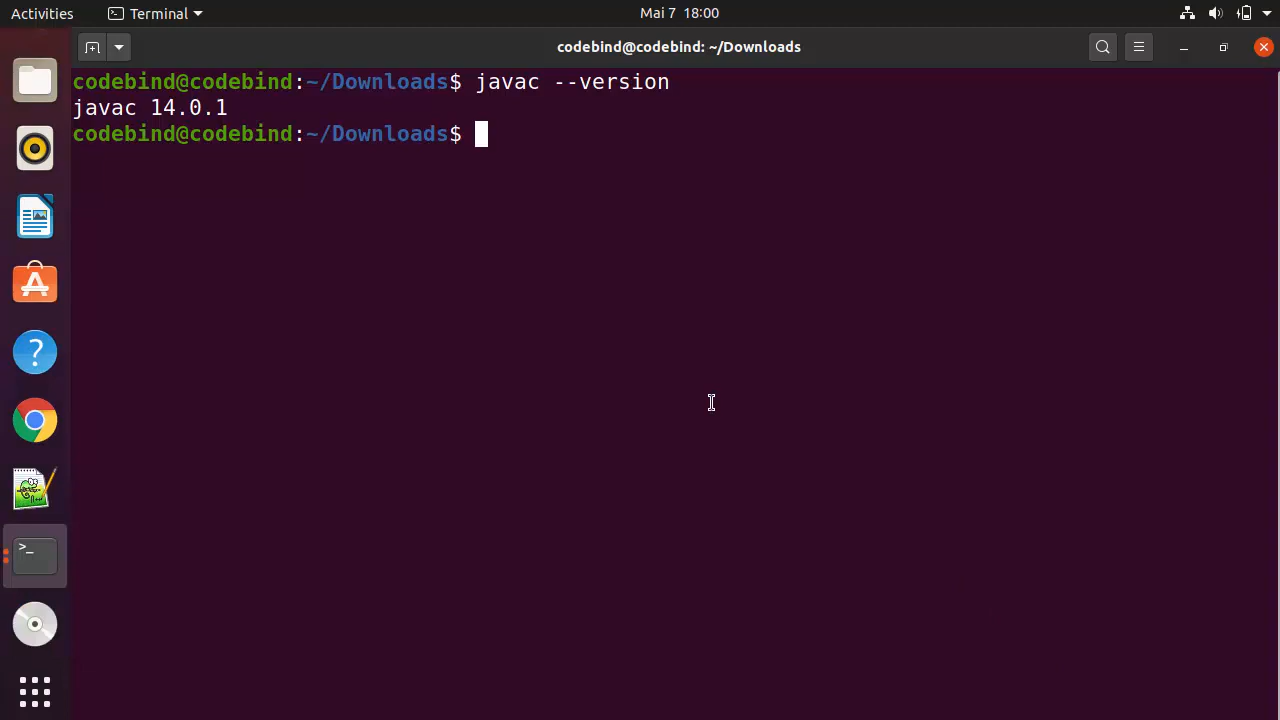 Activities Terminal Mai 7 18:00
codebind@codebind: ~/Downloads
codebind@codebind:~/Downloads$ javac --version
javac 14.0.1
codebind@codebind:~/Downloads$